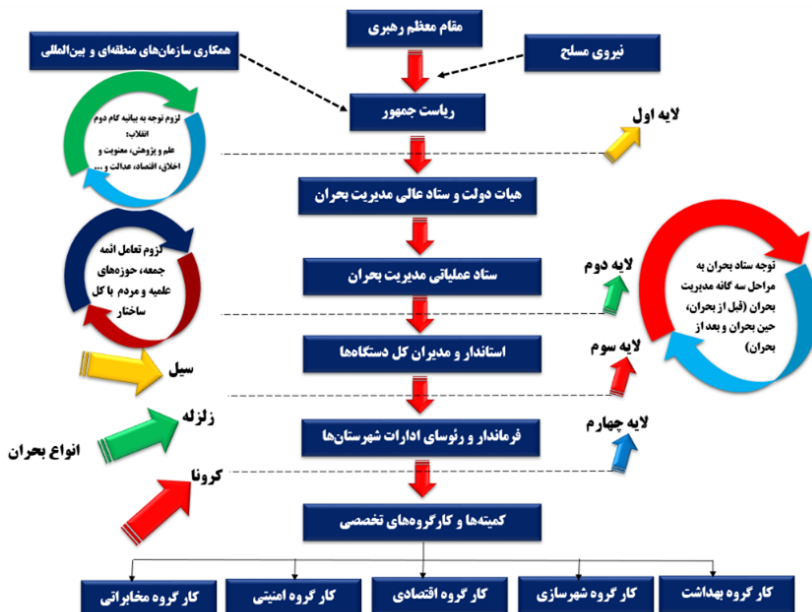 مقام معظم رهبری
همکاری سازمان‌های منطقه‌ای و بین‌المللی
نیروی مسلح
ریاست جمهور
لایه اول
لزوم توجه به بیانیه گام دوم
انقلاب:
علم و پژوهش، معنویت و
اخلاق، اقتصاد، عدالت و ...
هیات دولت و ستاد عالی مدیریت بحران
لزوم تعامل ائمه
جمعه، حوزه‌های
علمیه و مردم با کل
ساختار
ستاد عملیاتی مدیریت بحران
لایه دوم
توجه ستاد بحران به
مراحل سه گانه مدیریت
بحران (قبل از بحران،
حین بحران و بعد از
بحران)
استاندار و مدیران کل دستگاه‌ها
لایه سوم
سیل
زلزله
انواع بحران
کرونا
فرماندار و رئوسای ادارات شهرستان‌ها
لایه چهارم
کمیته‌ها و کارگروه‌های تخصصی
کار گروه بهداشت
کار گروه شهرسازی
کار گروه اقتصادی
کار گروه امنیتی
کار گروه مخابراتی